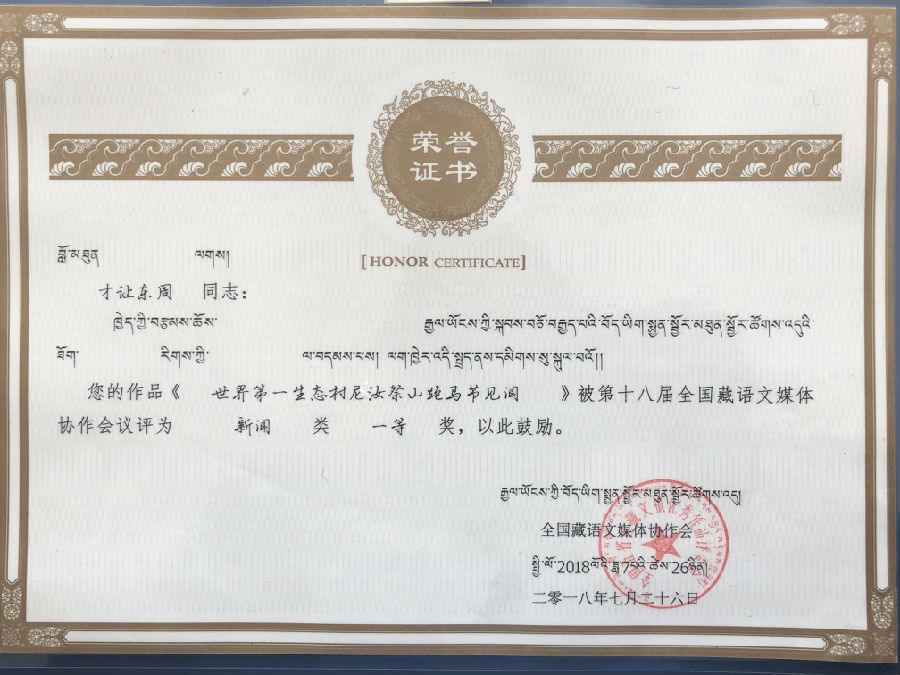 荣誉
证书
[HONOR CERTIFICATE]
བློ་མཐུན ལགས།
才让东周 同志：
ཁྱེད་ཀྱི་བརྩམས་ཆོས་ རྒྱལ་ཡོངས་ཀྱི་སྐབས་བཅོ་བརྒྱད་པའི་བོད་ཡིག་སྨྱན་སྦྱོར་མཐུན་སྦྱོར་ཚོགས་འདུའི་
ཐོག་ རིགས་ཀྱི་ ལ་བདམས་ངས། ལག་ཁྱེར་འདི་སྤྲད་ནས་དམིགས་སུ་སྐུལ་བའོ།།
您的作品《 世界第一生态村尼汝祭山跑马节见闻 》被第十八届全国藏语文媒体
协作会议评为 新闻 类 一等 奖，以此鼓励。
རྒྱལ་ཡོངས་ཀྱི་བོད་ཡིག་སྨྱན་སྦྱོར་མཐུན་སྦྱོར་ཚོགས་འདུ།
全国藏语文媒体协作会
སྤྱི་ལོ་2018ལོའི་ཟླ་7པའི་ཚེས་26ཉིན།
二零一八年七月二十六日